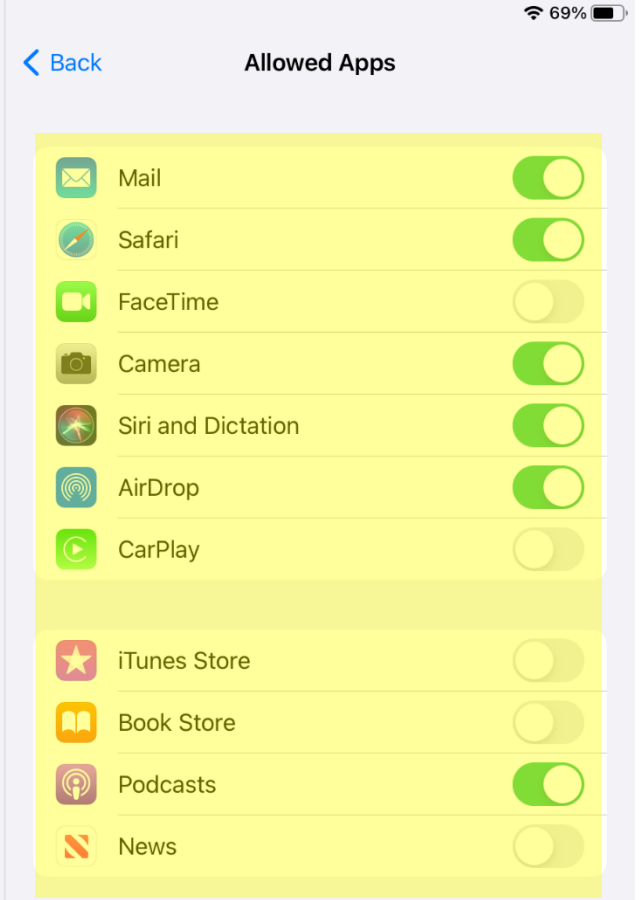 69%
Back
Allowed Apps
Mail
Safari
FaceTime
Camera
Siri and Dictation
AirDrop
CarPlay
iTunes Store
Book Store
Podcasts
News